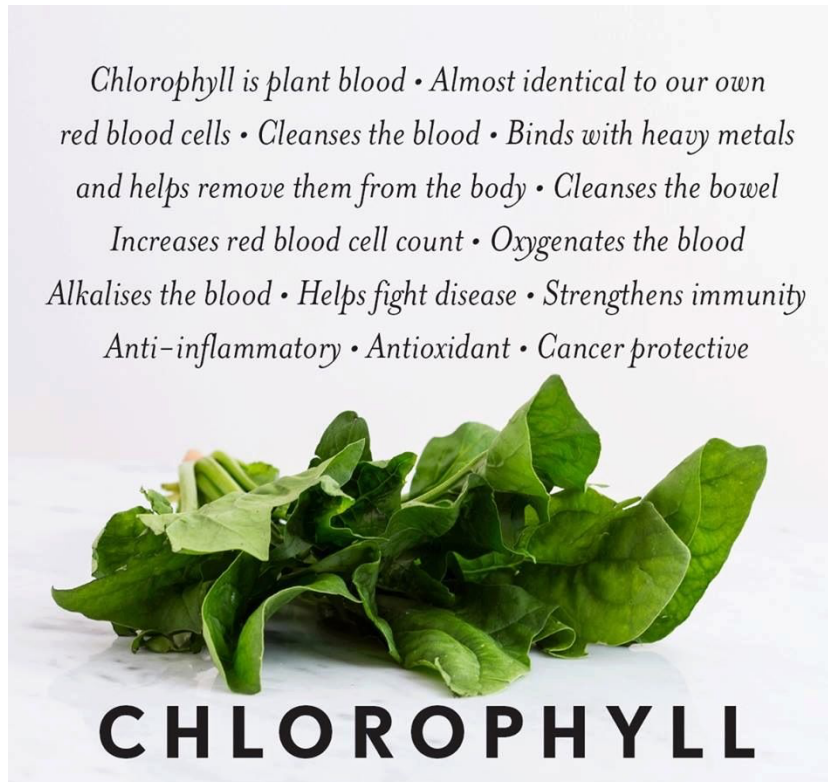 Chlorophyll is plant blood • Almost identical to our own
red blood cells • Cleanses the blood • Binds with heavy metals
and helps remove them from the body • Cleanses the bowel
Increases red blood cell count • Oxygenates the blood
Alkalises the blood • Helps fight disease • Strengthens immunity
Anti-inflammatory • Antioxidant • Cancer protective
CHLOROPHYLL